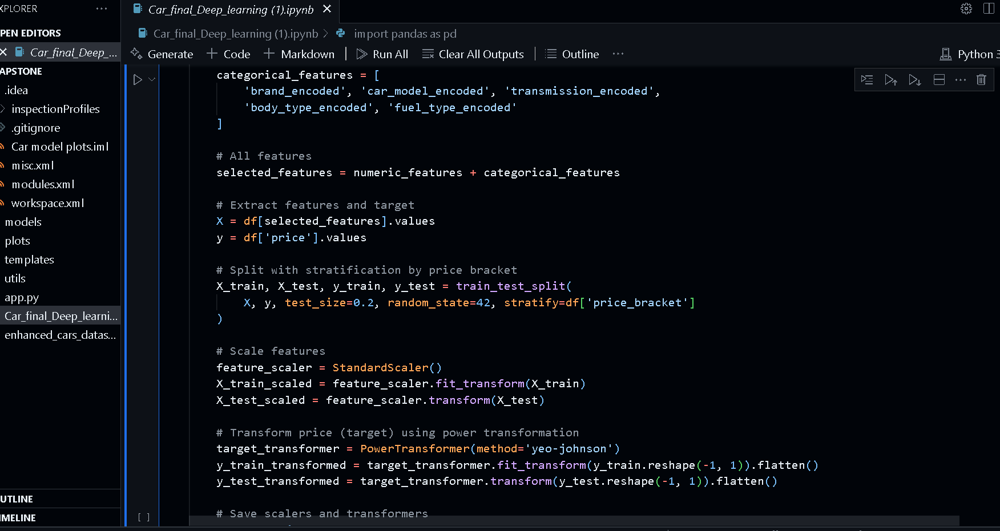 XPLORER ...
Car_final_Deep_learning (1).ipynb
PEN EDITORS
Car_final_Deep_learning (1).ipynb > import pandas as pd
Car_final_Deep_...
Generate + Code + Markdown | Run All Clear All Outputs | Outline ... Python 3
APSTONE
.idea
inspectionProfiles
.gitignore
Car model plots.iml
misc.xml
modules.xml
workspace.xml
models
plots
templates
utils
app.py
Car_final_Deep_learni...
enhanced_cars_datas...
UTLINE
IMELINE
categorical_features = [
    'brand_encoded', 'car_model_encoded', 'transmission_encoded',
    'body_type_encoded', 'fuel_type_encoded'
]
# All features
selected_features = numeric_features + categorical_features
# Extract features and target
X = df[selected_features].values
y = df['price'].values
# Split with stratification by price bracket
X_train, X_test, y_train, y_test = train_test_split(
    X, y, test_size=0.2, random_state=42, stratify=df['price_bracket']
)
# Scale features
feature_scaler = StandardScaler()
X_train_scaled = feature_scaler.fit_transform(X_train)
X_test_scaled = feature_scaler.transform(X_test)
# Transform price (target) using power transformation
target_transformer = PowerTransformer(method='yeo-johnson')
y_train_transformed = target_transformer.fit_transform(y_train.reshape(-1, 1)).flatten()
y_test_transformed = target_transformer.transform(y_test.reshape(-1, 1)).flatten()
[ ]
# Save scalers and transformers